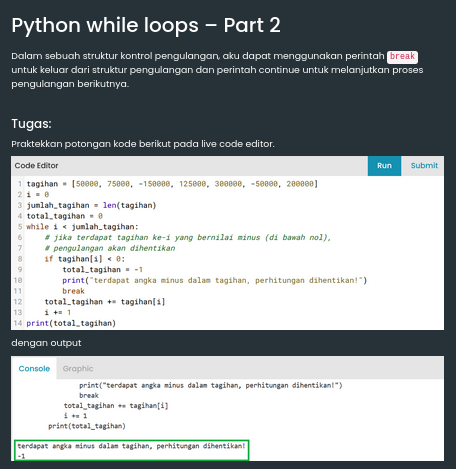 Python while loops – Part 2
Dalam sebuah struktur kontrol pengulangan, aku dapat menggunakan perintah break
untuk keluar dari struktur pengulangan dan perintah continue untuk melanjutkan proses
pengulangan berikutnya.
Tugas:
Praktekkan potongan kode berikut pada live code editor.
Code Editor Run Submit
1 tagihan = [50000, 75000, -150000, 125000, 300000, -50000, 200000]
2 i = 0
3 jumlah_tagihan = len(tagihan)
4 total_tagihan = 0
5 while i < jumlah_tagihan:
6 # jika terdapat tagihan ke-i yang bernilai minus (di bawah nol),
7 # pengulangan akan dihentikan
8 if tagihan[i] < 0:
9 total_tagihan = -1
10 print("terdapat angka minus dalam tagihan, perhitungan dihentikan!")
11 break
12 total_tagihan += tagihan[i]
13 i += 1
14 print(total_tagihan)
dengan output
Console Graphic
print("terdapat angka minus dalam tagihan, perhitungan dihentikan!")
break
total_tagihan += tagihan[i]
i += 1
print(total_tagihan)
terdapat angka minus dalam tagihan, perhitungan dihentikan!
-1